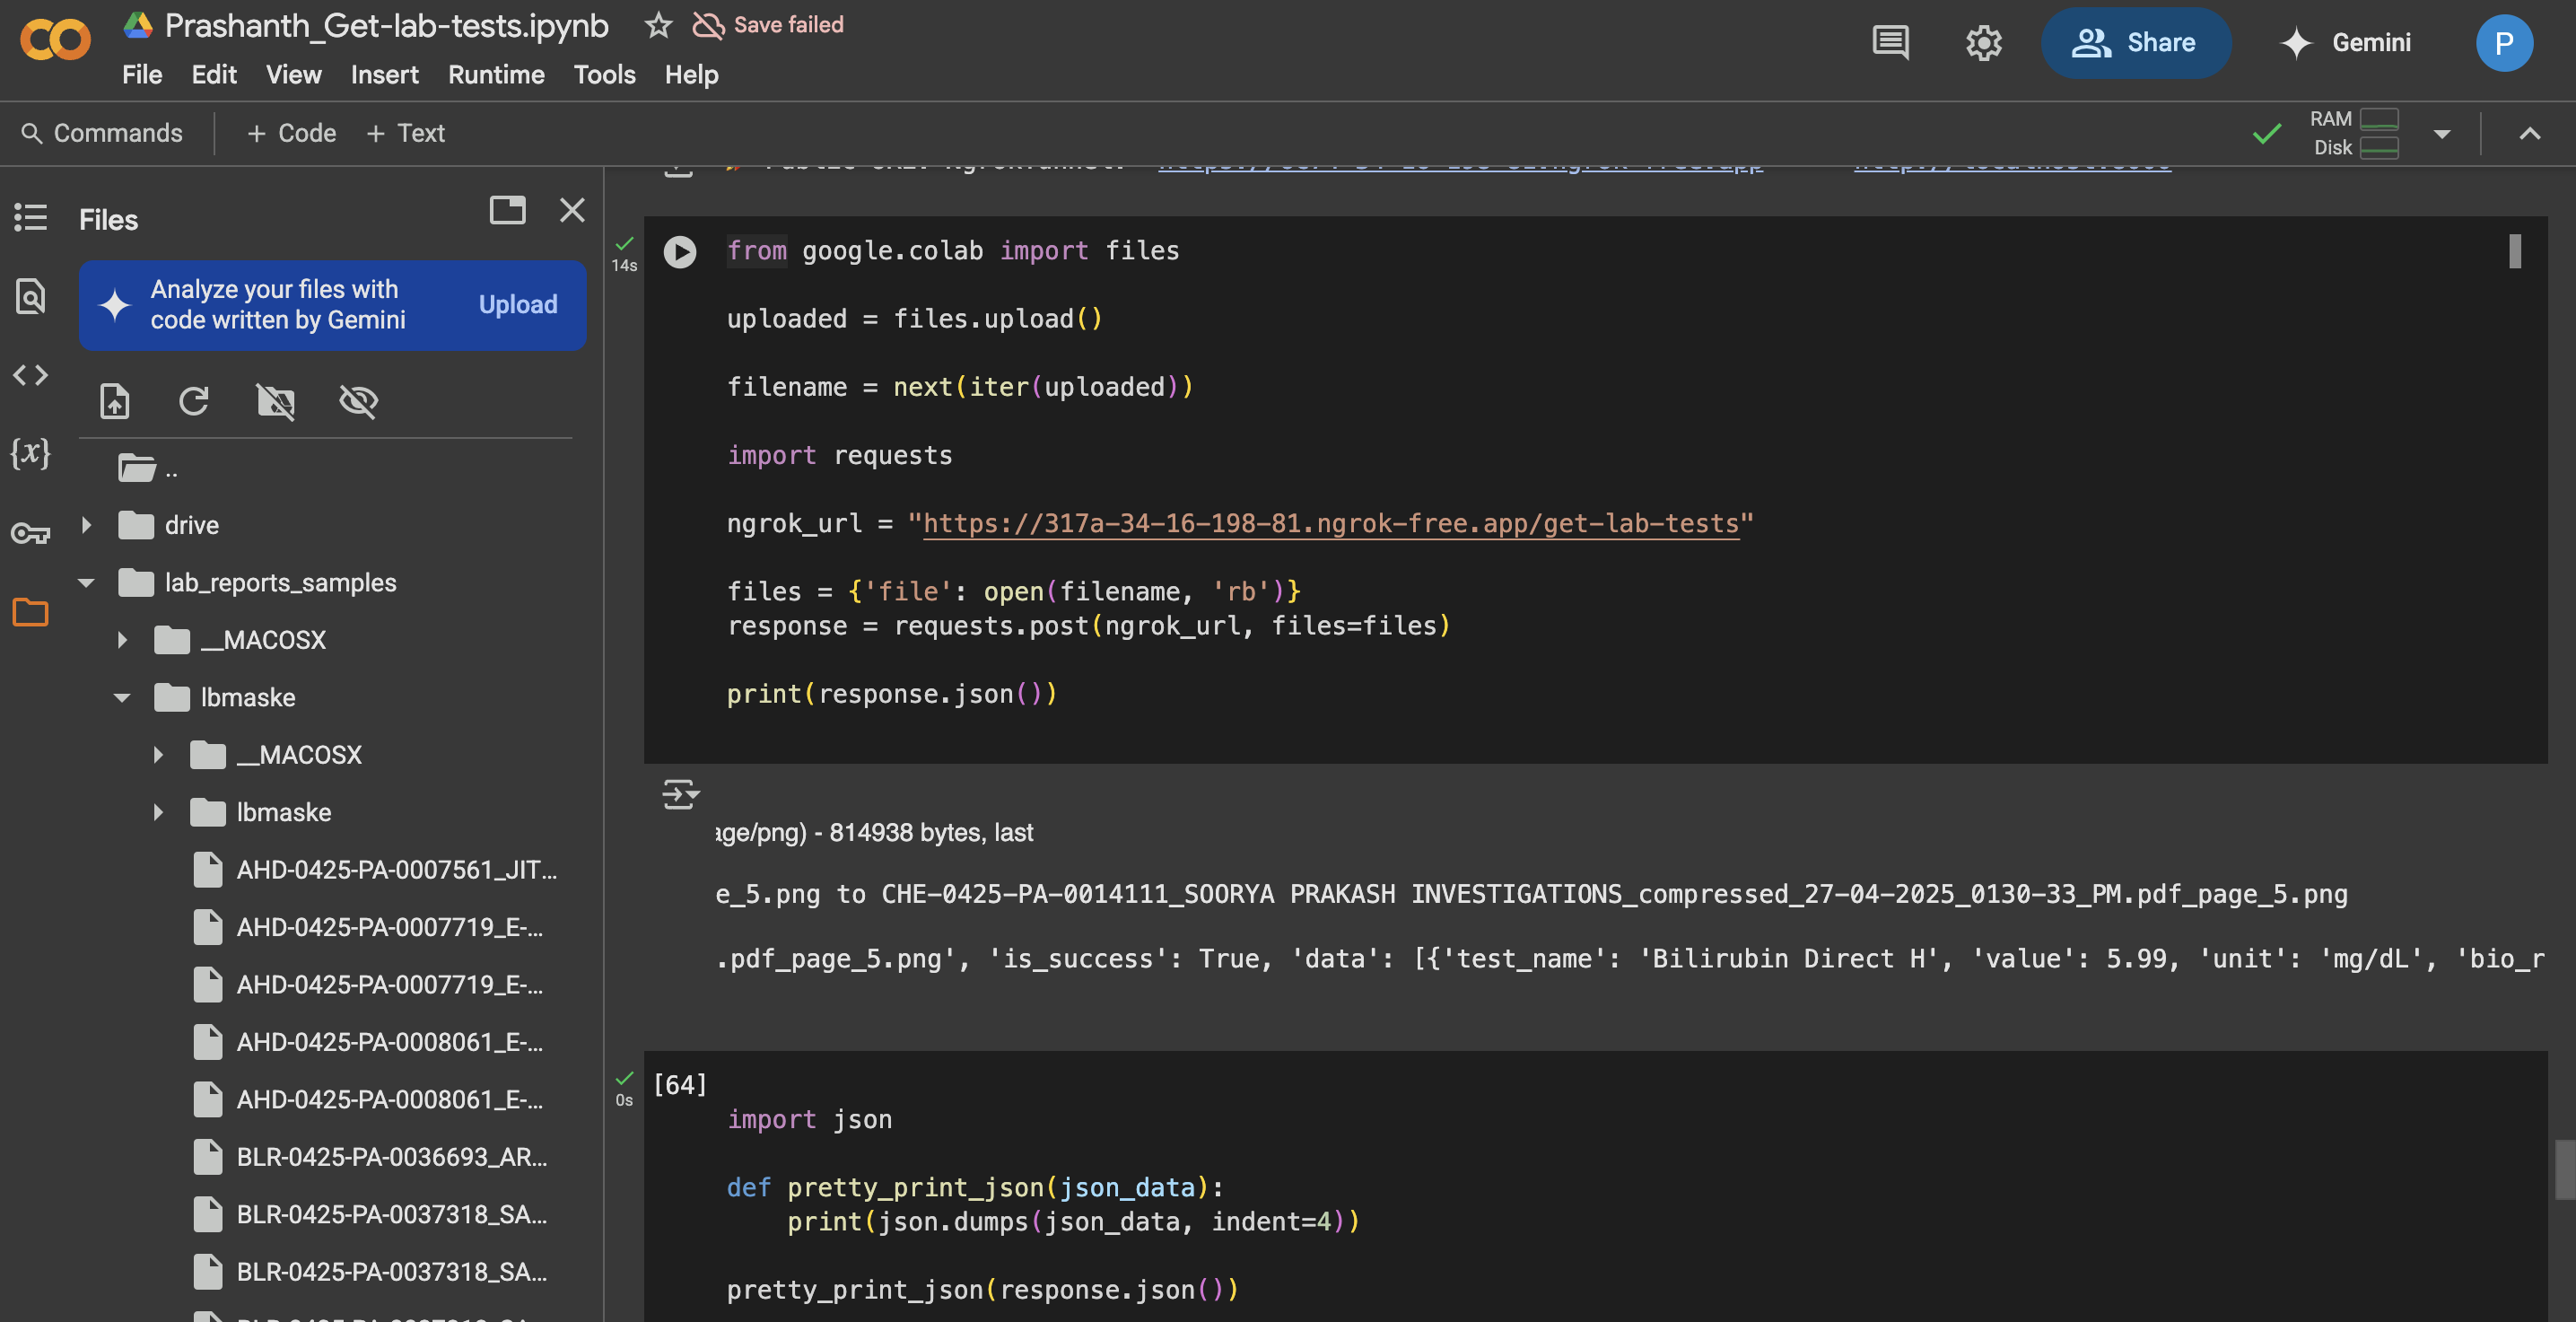 Prashanth_Get-lab-tests.ipynb
Save failed
File Edit View Insert Runtime Tools Help
Share
Gemini
P
Commands
+ Code + Text
RAM
Disk
Files
Analyze your files with
code written by Gemini
Upload
{x}
..
drive
lab_reports_samples
__MACOSX
lbmaske
__MACOSX
lbmaske
AHD-0425-PA-0007561_JIT...
AHD-0425-PA-0007719_E-...
AHD-0425-PA-0007719_E-...
AHD-0425-PA-0008061_E-...
AHD-0425-PA-0008061_E-...
BLR-0425-PA-0036693_AR...
BLR-0425-PA-0037318_SA...
BLR-0425-PA-0037318_SA...
14s
from google.colab import files
uploaded = files.upload()
filename = next(iter(uploaded))
import requests
ngrok_url = "https://317a-34-16-198-81.ngrok-free.app/get-lab-tests"
files = {'file': open(filename, 'rb')}
response = requests.post(ngrok_url, files=files)
print(response.json())
age/png) - 814938 bytes, last
e_5.png to CHE-0425-PA-0014111_SOORYA PRAKASH INVESTIGATIONS_compressed_27-04-2025_0130-33_PM.pdf_page_5.png
.pdf_page_5.png', 'is_success': True, 'data': [{'test_name': 'Bilirubin Direct H', 'value': 5.99, 'unit': 'mg/dL', 'bio_r
0s
[64]
import json
def pretty_print_json(json_data):
    print(json.dumps(json_data, indent=4))
pretty_print_json(response.json())